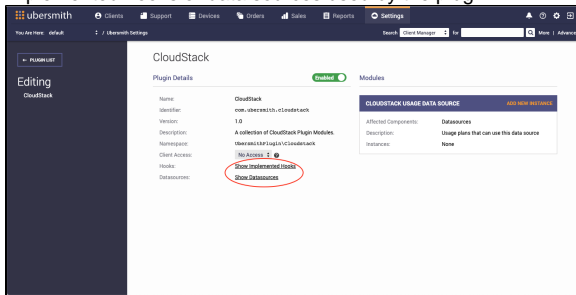 ubersmith Clients Support Devices Orders Sales Reports Settings
You Are Here: default / Ubersmith Settings Search Client Manager for More | Advance
← PLUGIN LIST
Editing
CloudStack
CloudStack
Plugin Details Enabled
Name: CloudStack
Identifier: com.ubersmith.cloudstack
Version: 1.0
Description: A collection of CloudStack Plugin Modules.
Namespace: UbersmithPlugin\Cloudstack
Client Access: No Access
Hooks: Show Implemented Hooks
Datasources: Show Datasources
Modules
CLOUDSTACK USAGE DATA SOURCE ADD NEW INSTANCE
Affected Components: Datasources
Description: Usage plans that can use this data source
Instances: None